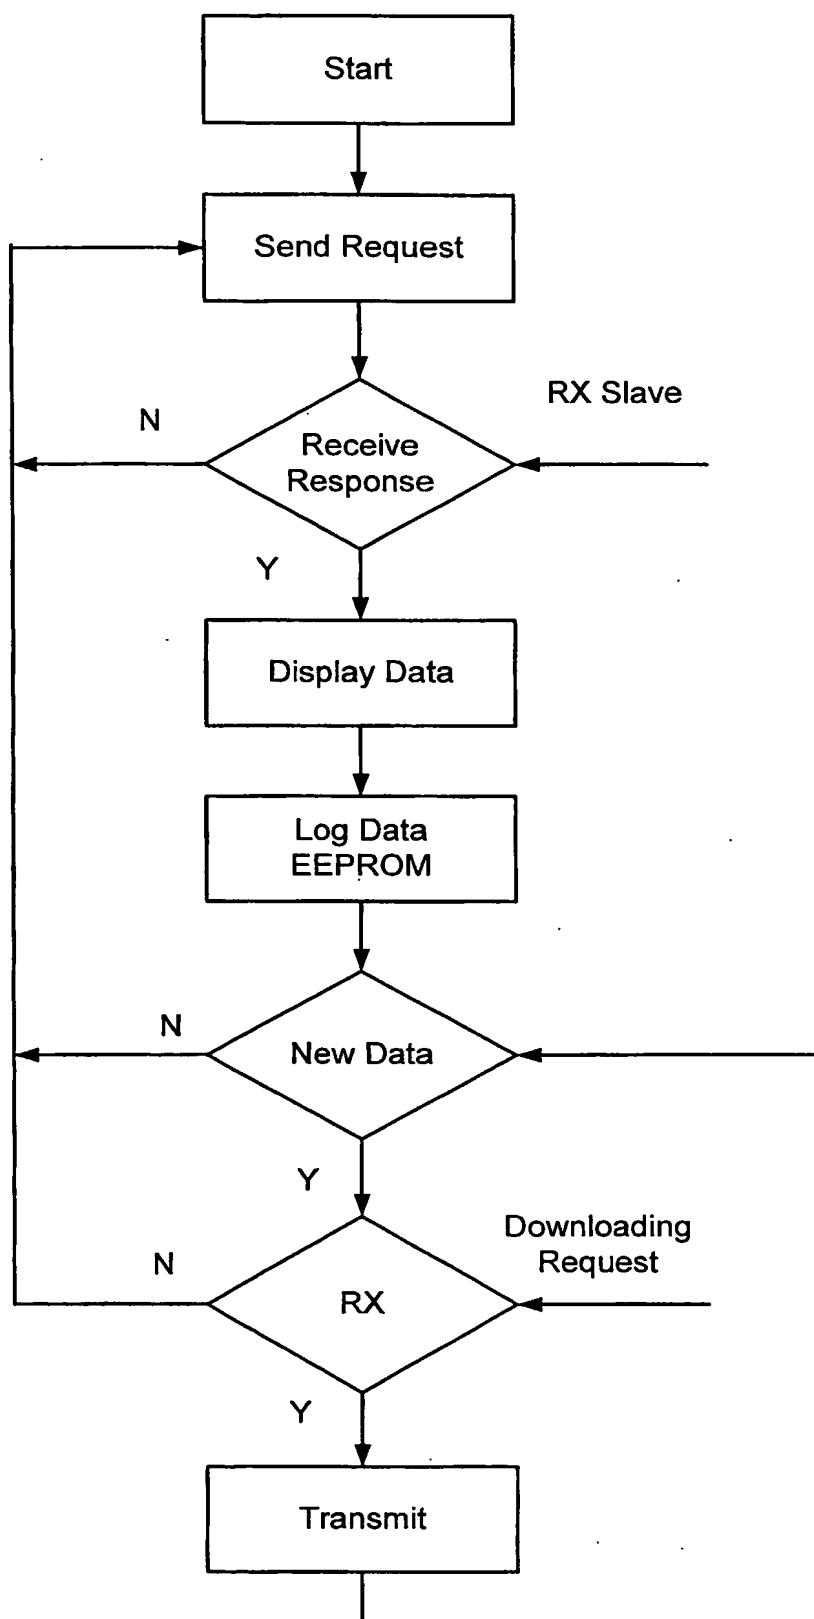 Start
Send Request
RX Slave
N
Receive
Response
Y
Display Data
Log Data
EEPROM
N
New Data
Y
Downloading
Request
N
RX
Y
Transmit